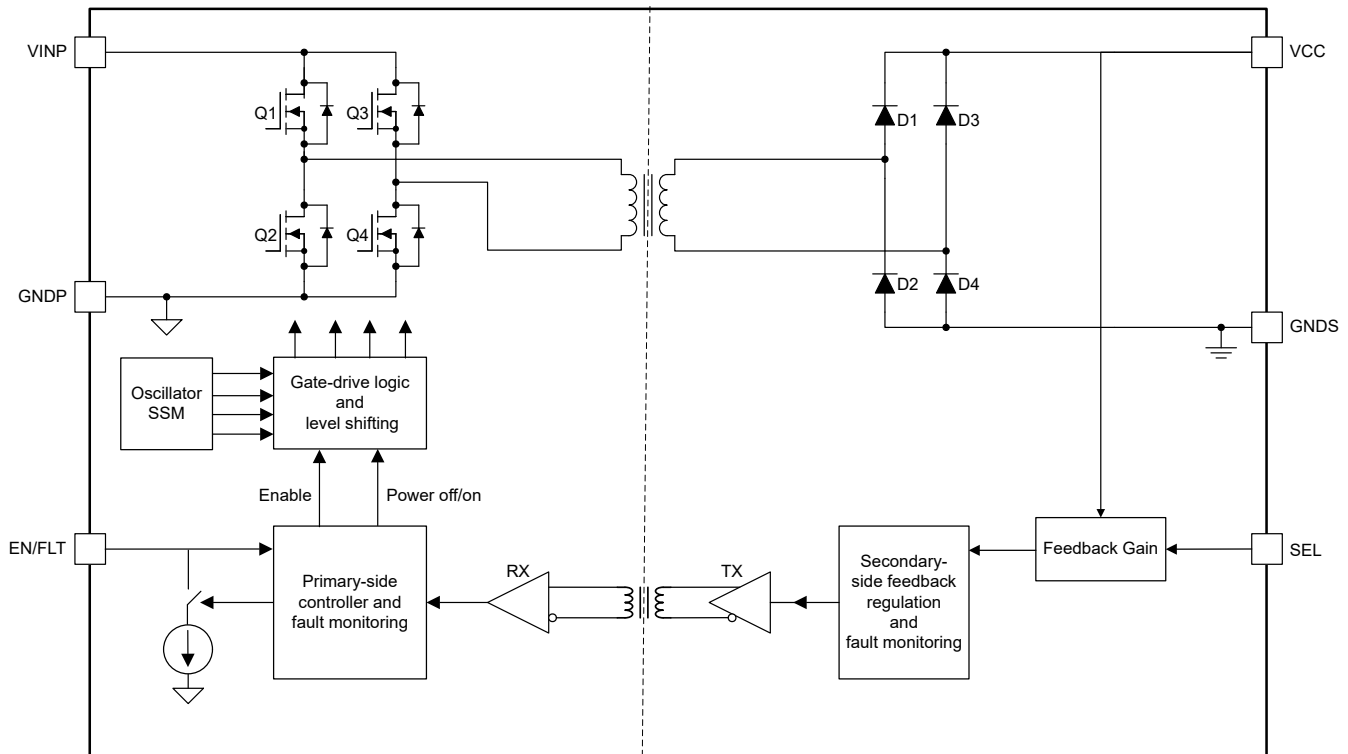 VINP
VCC
Q1
Q3
D1
D3
Q2
Q4
D2
D4
GNDP
GNDS
Oscillator
SSM
Gate-drive logic
and
level shifting
Enable
Power off/on
EN/FLT
SEL
Primary-side
controller and
fault monitoring
RX
TX
Secondary-
side feedback
regulation
and
fault monitoring
Feedback Gain